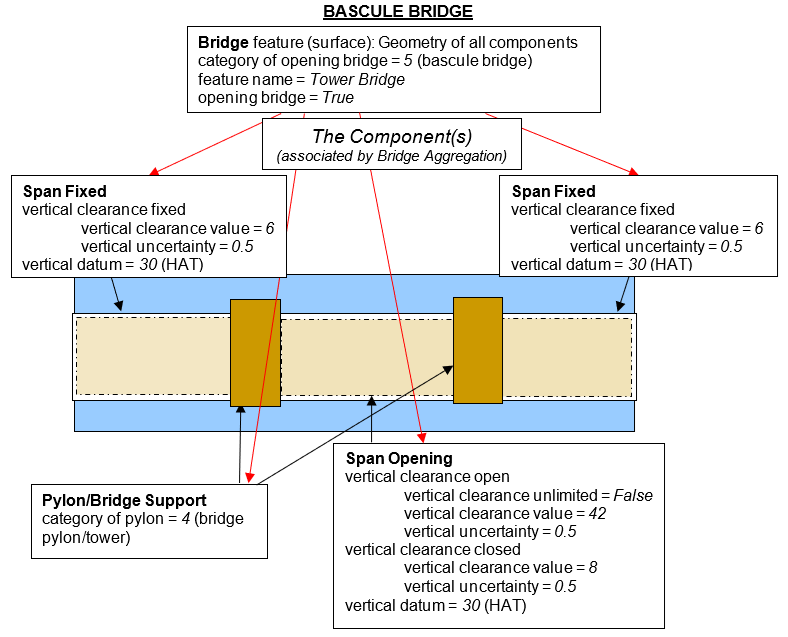 BASCULE BRIDGE
Bridge feature (surface): Geometry of all components
category of opening bridge = 5 (bascule bridge)
feature name = Tower Bridge
opening bridge = True
The Component(s)
(associated by Bridge Aggregation)
Span Fixed
vertical clearance fixed
vertical clearance value = 6
vertical uncertainty = 0.5
vertical datum = 30 (HAT)
Span Fixed
vertical clearance fixed
vertical clearance value = 6
vertical uncertainty = 0.5
vertical datum = 30 (HAT)
Pylon/Bridge Support
category of pylon = 4 (bridge
pylon/tower)
Span Opening
vertical clearance open
vertical clearance unlimited = False
vertical clearance value = 42
vertical uncertainty = 0.5
vertical clearance closed
vertical clearance value = 8
vertical uncertainty = 0.5
vertical datum = 30 (HAT)